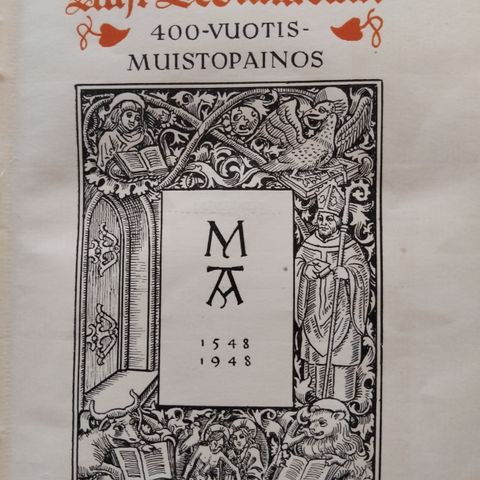 400-VUOTIS-
MUISTOPAINOS
M
A
1548
1948